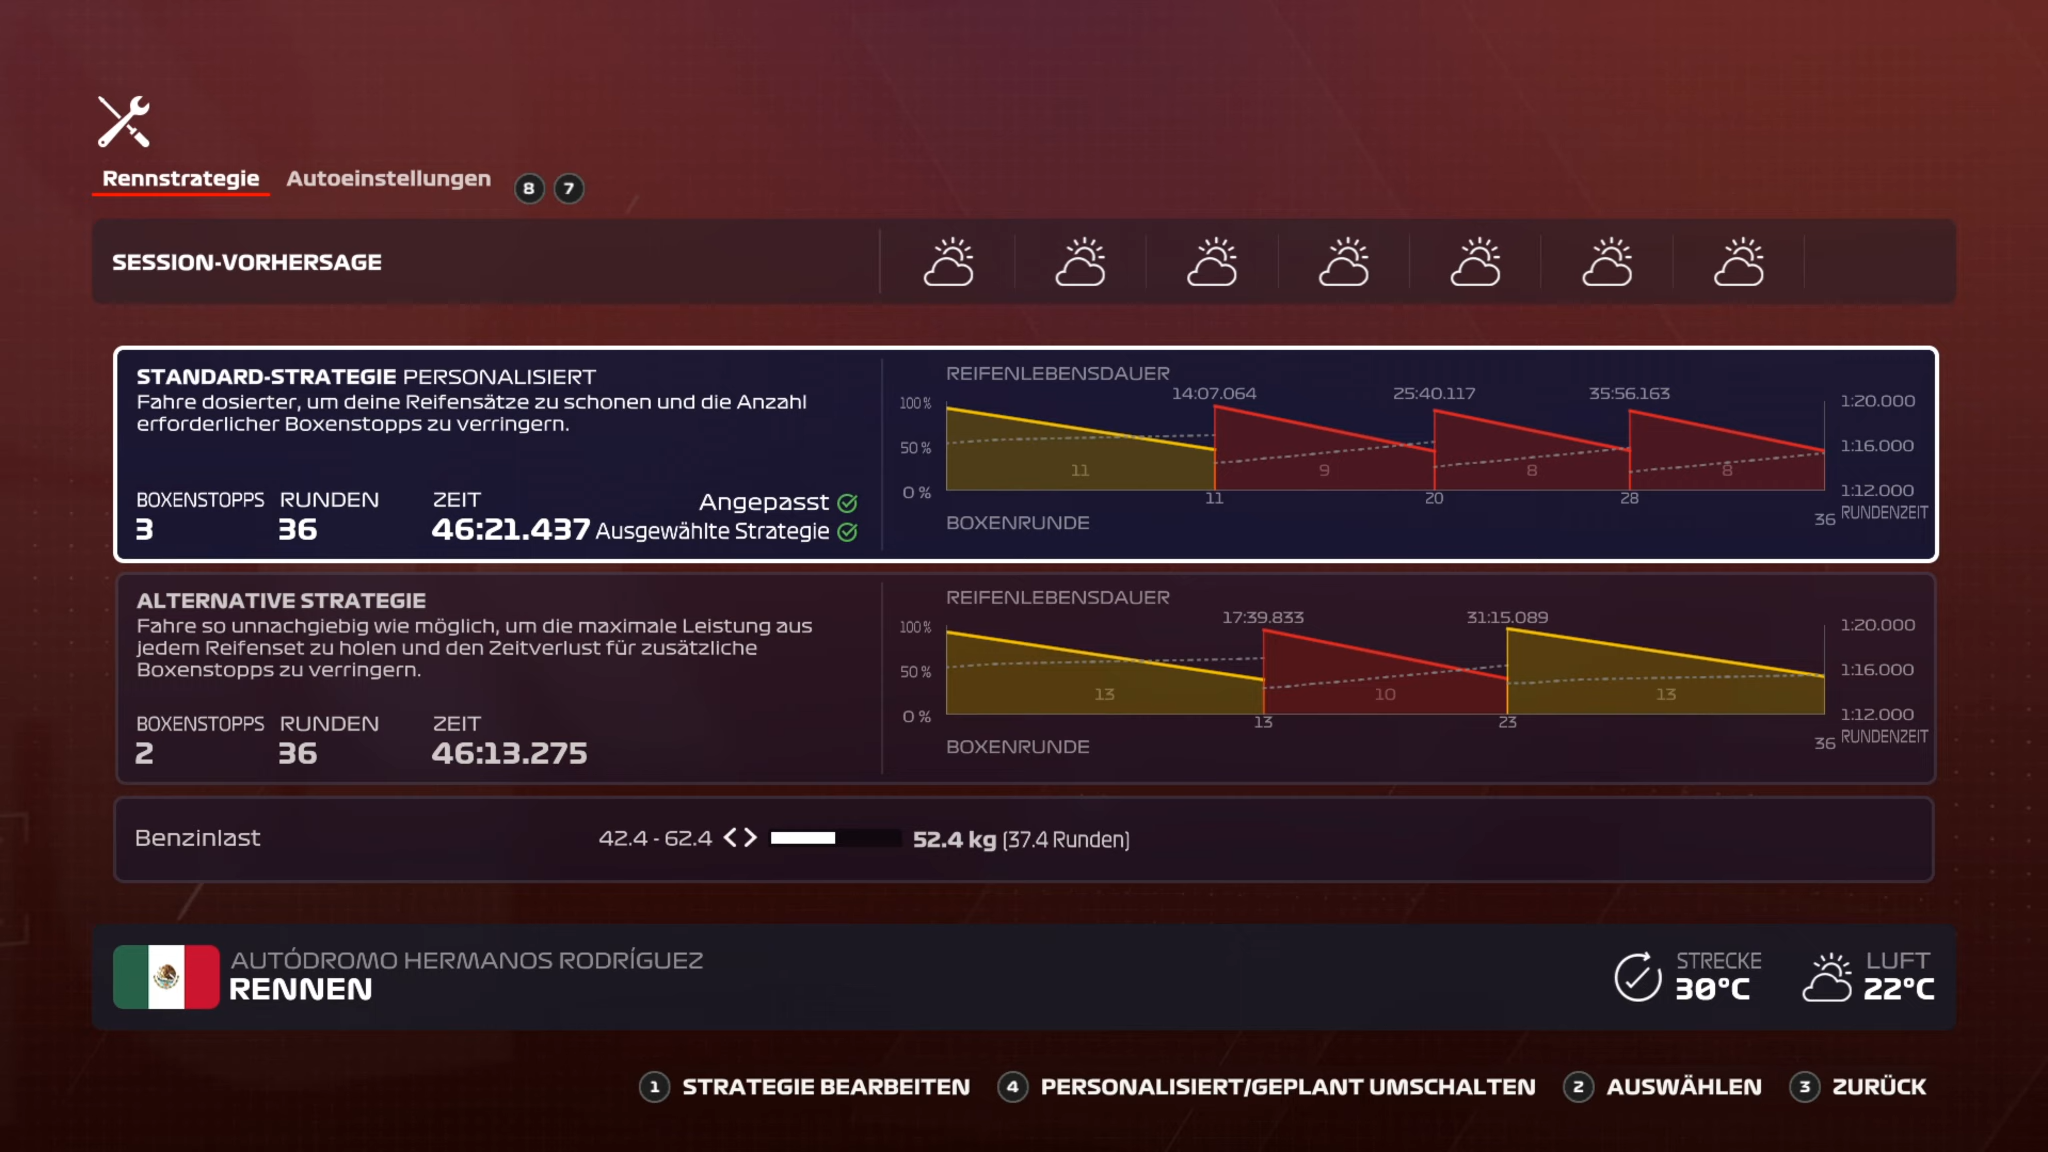 Rennstrategie Autoeinstellungen 8 7
SESSION-VORHERSAGE
STANDARD-STRATEGIE PERSONALISIERT
Fahre dosierter, um deine Reifensätze zu schonen und die Anzahl
erforderlicher Boxenstopps zu verringern.
BOXENSTOPPS RUNDEN ZEIT Angepasst
3 36 46:21.437 Ausgewählte Strategie
REIFENLEBENSDAUER
14:07.064 25:40.117 35:56.163
100% 1:20.000
50% 1:16.000
11 9 8 8
0% 1:12.000
11 20 28 36 RUNDENZEIT
BOXENRUNDE
ALTERNATIVE STRATEGIE
Fahre so unnachgiebig wie möglich, um die maximale Leistung aus
jedem Reifenset zu holen und den Zeitverlust für zusätzliche
Boxenstopps zu verringern.
BOXENSTOPPS RUNDEN ZEIT
2 36 46:13.275
REIFENLEBENSDAUER
17:39.833 31:15.089
100% 1:20.000
50% 1:16.000
13 10 13
0% 1:12.000
13 23 36 RUNDENZEIT
BOXENRUNDE
Benzinlast 42.4 - 62.4 52.4 kg (37.4 Runden)
AUTÓDROMO HERMANOS RODRÍGUEZ
RENNEN
STRECKE
30°C
LUFT
22°C
1 STRATEGIE BEARBEITEN 4 PERSONALISIERT/GEPLANT UMSCHALTEN 2 AUSWÄHLEN 3 ZURÜCK